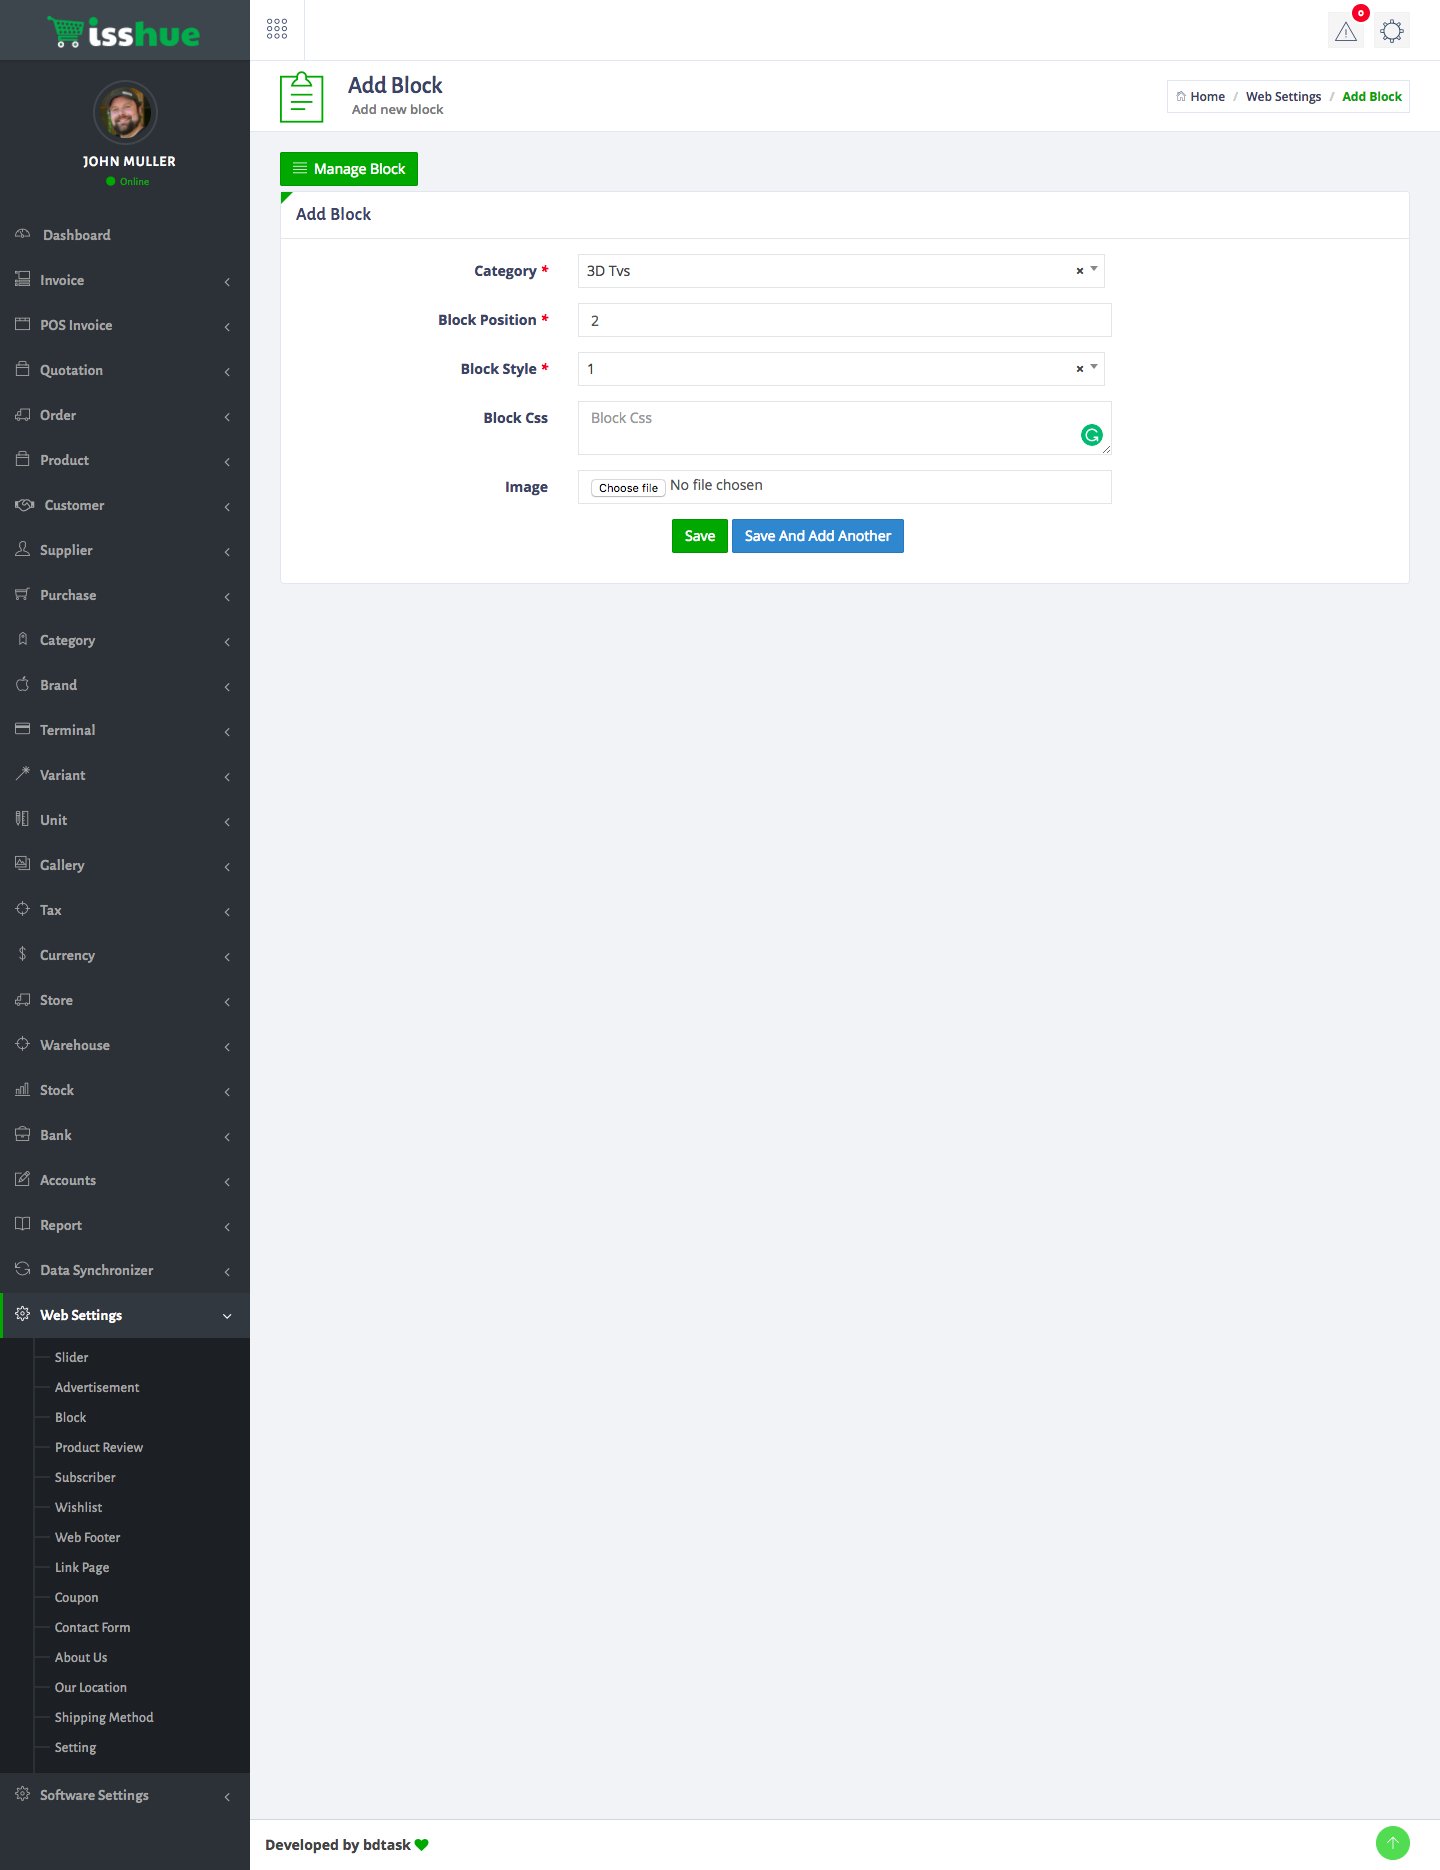 isshue
0
JOHN MULLER
Online
Dashboard
Invoice
POS Invoice
Quotation
Order
Product
Customer
Supplier
Purchase
Category
Brand
Terminal
Variant
Unit
Gallery
Tax
Currency
Store
Warehouse
Stock
Bank
Accounts
Report
Data Synchronizer
Web Settings
Slider
Advertisement
Block
Product Review
Subscriber
Wishlist
Web Footer
Link Page
Coupon
Contact Form
About Us
Our Location
Shipping Method
Setting
Software Settings
Add Block
Add new block
Home / Web Settings / Add Block
Manage Block
Add Block
Category * 3D Tvs × 
Block Position * 2
Block Style * 1 ×
Block Css Block Css
Image Choose file No file chosen
Save Save And Add Another
Developed by bdtask